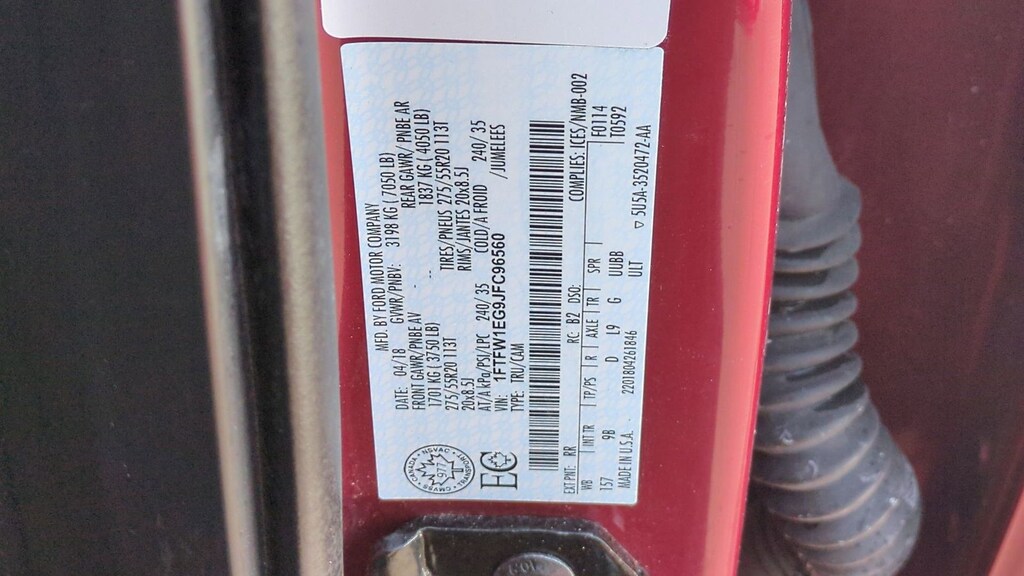 MFD. BY FORD MOTOR COMPANY
DATE: 04/18 GVWR/PNBV: 3198 KG ( 7050 LB)
FRONT GAWR/PNBE AV REAR GAWR/ PNBE AR
1701 KG (3750 LB) 1837 KG ( 4050 LB)
275/55R20 113T TIRES/PNEUS 275/55R20 113T
20x8.5J RIMS/JANTES 20x8.5J
AT/A kPa/PSI/LPC 240/35 COLD/A FROID 240/35
VIN: 1FTFW1EG9JFC96560 /JUMELEES
TYPE: TRU/CAM
CMVSS CANADA NSVAC
977
EC
COMPLIES: ICES/NMB-002
EXT PNT: RR RC: B2 DSO: F0114
WB INT TR TP/PS R AXLE TR SPR T0592
157 9B D L9 G UUBB
MADE IN U.S.A. 2201804261846 ULT ▽ 5U5A-3520472-AA